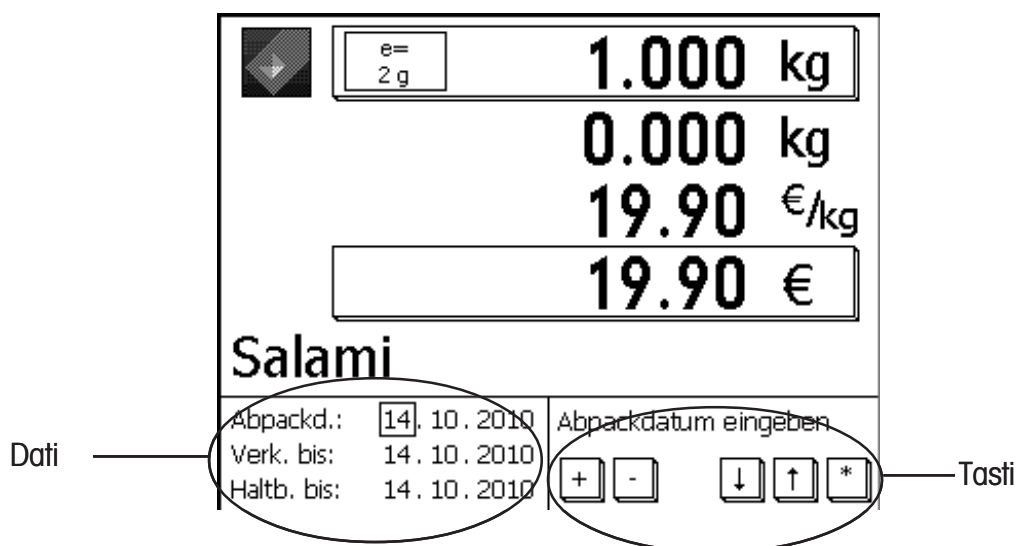 e=
2 g
1.000 kg
0.000 kg
19.90 €/kg
19.90 €
Salami
Abpackd.: 14. 10. 2010
Verk. bis: 14. 10. 2010
Haltb. bis: 14. 10. 2010
Abpackdatum eingeben
+ - ↓ ↑ *
Dati
Tasti